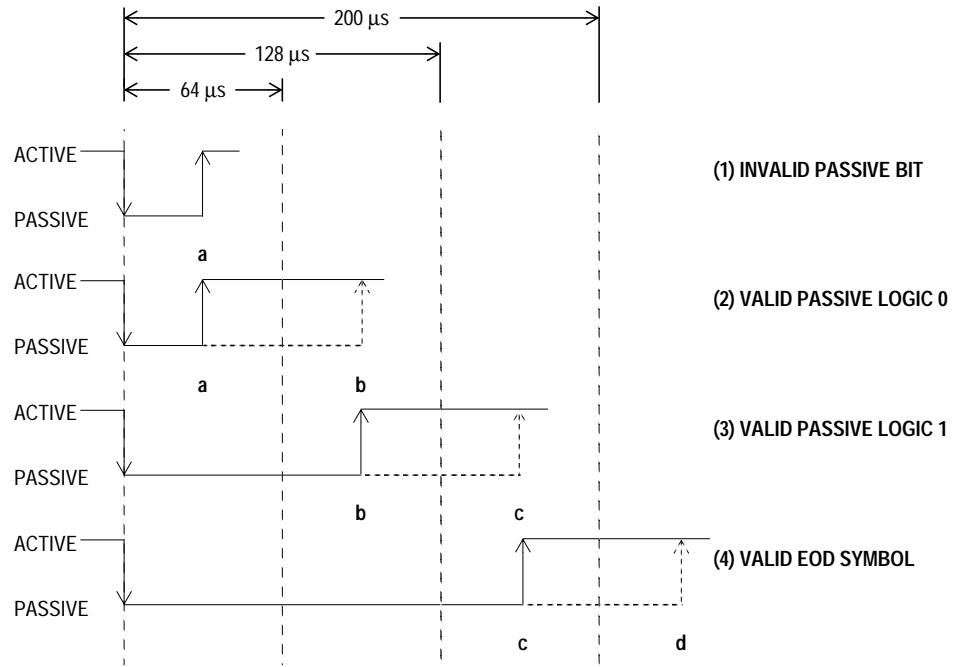 200 μs
128 μs
64 μs
ACTIVE
PASSIVE
(1) INVALID PASSIVE BIT
a
ACTIVE
PASSIVE
(2) VALID PASSIVE LOGIC 0
a b
ACTIVE
PASSIVE
(3) VALID PASSIVE LOGIC 1
b c
ACTIVE
PASSIVE
(4) VALID EOD SYMBOL
c d